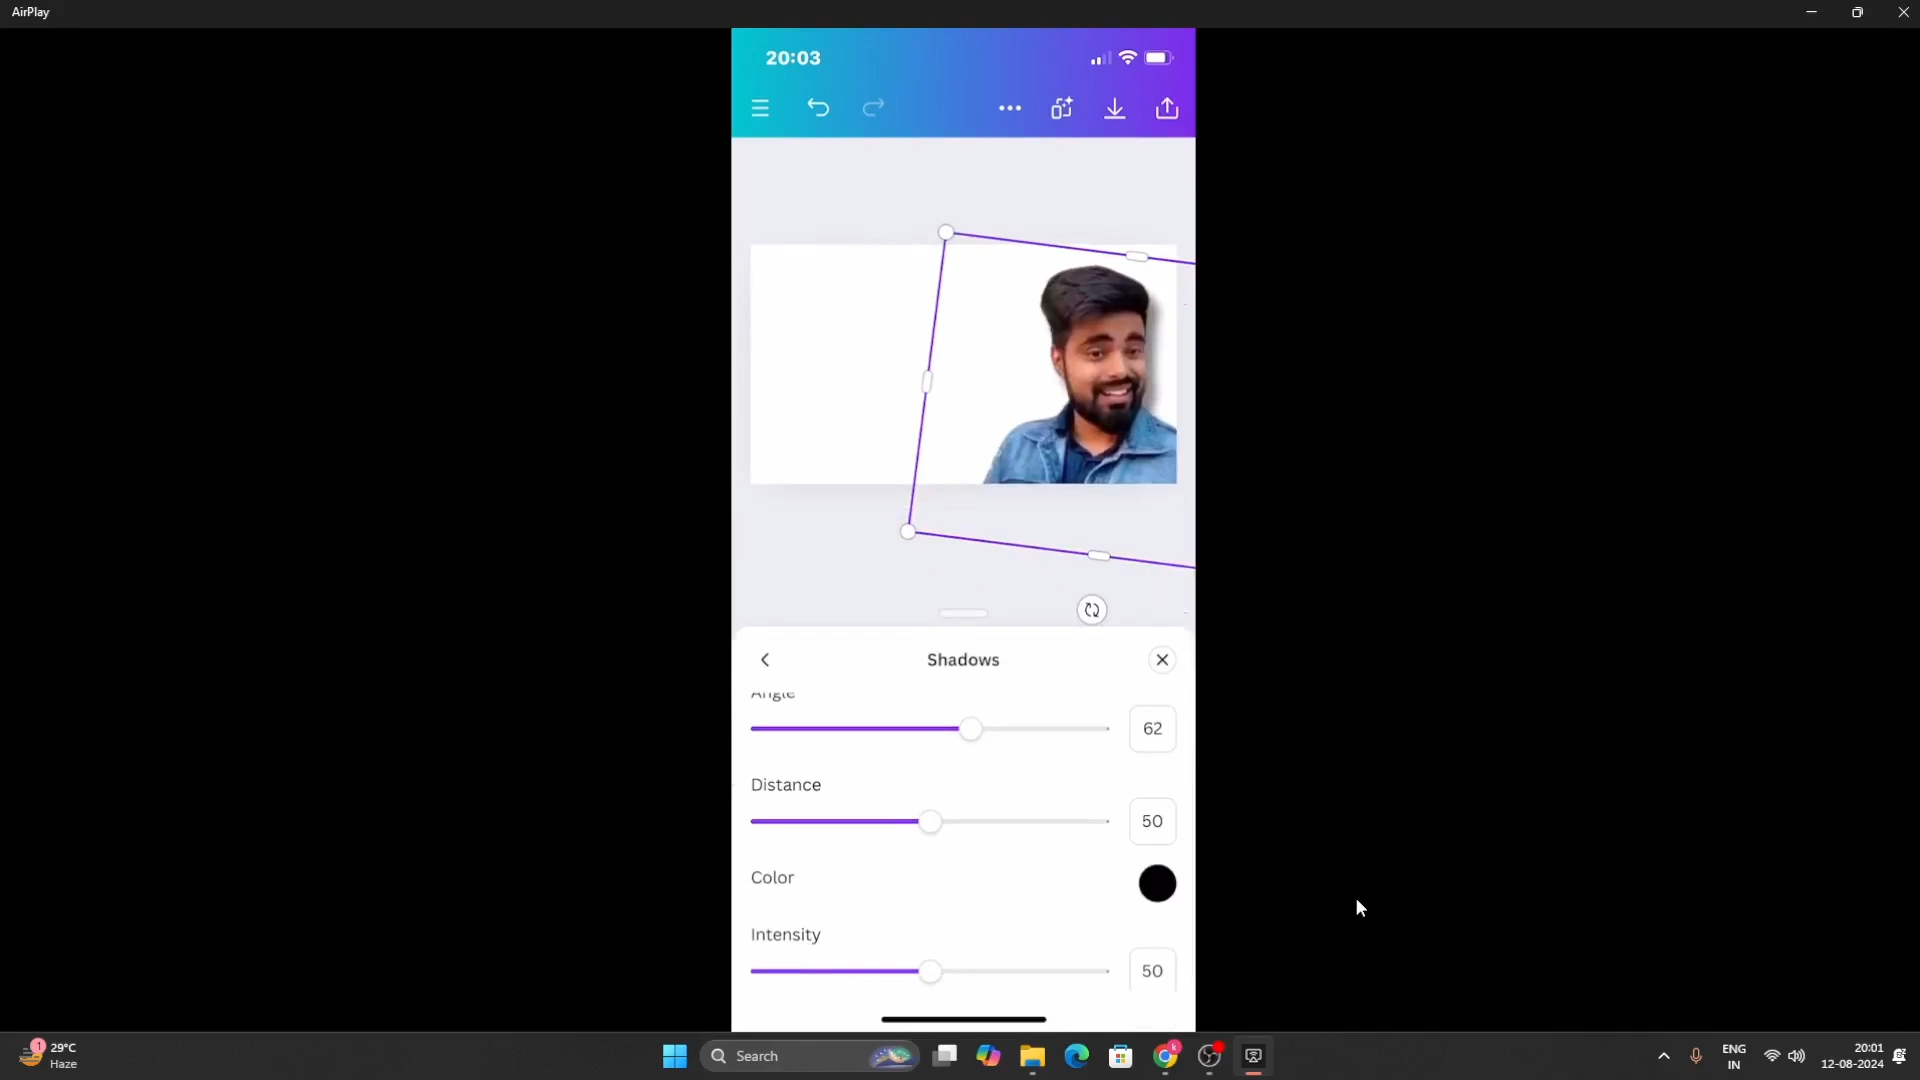 AirPlay
20:03
Shadows
Angle
62
Distance
50
Color
Intensity
50
1
29°C
Haze
Search
k
ENG
IN
20:01
12-08-2024